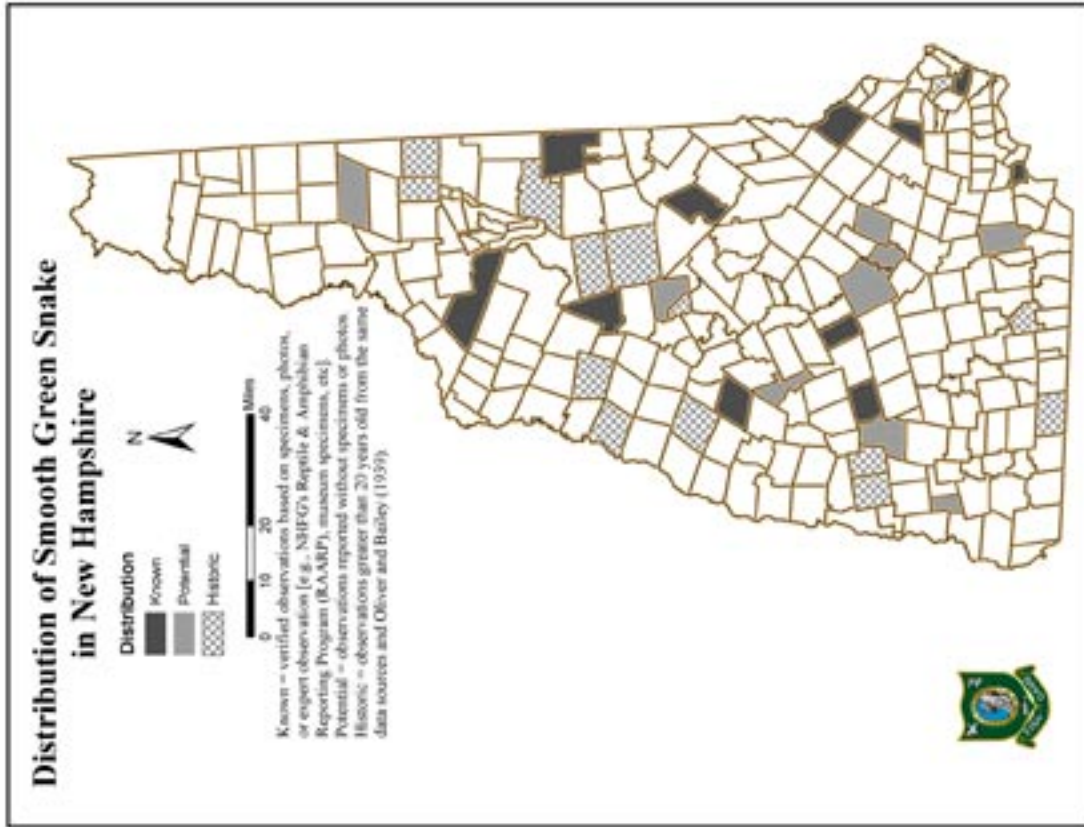 Distribution of Smooth Green Snake
in New Hampshire
N
Distribution
Known
Potential
Historic
0 10 20 40
Miles
Known = verified observations based on specimens, photos,
or expert observation [e.g., NHFG's Reptile & Amphibian
Reporting Program (RAARP), museum specimens, etc].
Potential = observations reported without specimens or photos.
Historic = observations greater than 20 years old from the same
data sources and Oliver and Bailey (1939).